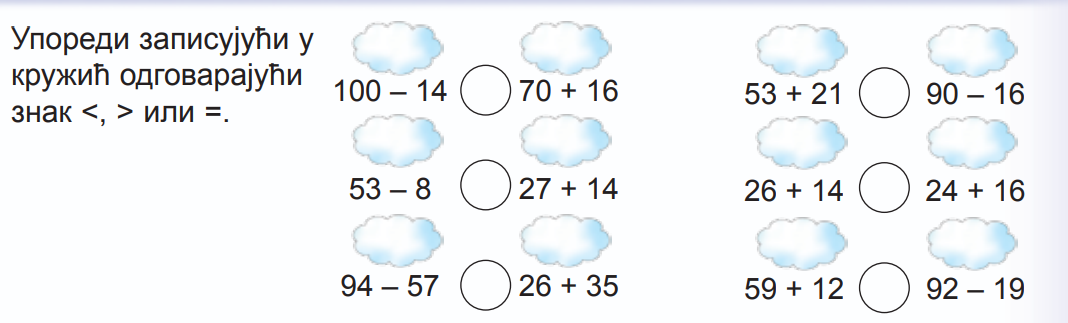 Упореди записујући у
кружић одговарајући
знак <, > или =.
100 – 14 70 + 16
53 – 8 27 + 14
94 – 57 26 + 35
53 + 21 90 – 16
26 + 14 24 + 16
59 + 12 92 – 19